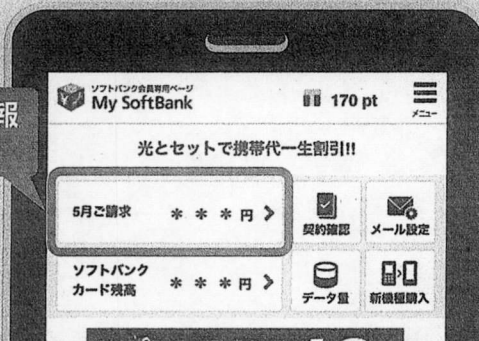 報
ソフトバンク会員専用ページ
My SoftBank
170 pt
メニュー
光とセットで携帯代一生割引!!
5月ご請求
＊ ＊ ＊ 円
契約確認
メール設定
ソフトバンク
カード残高
＊ ＊ ＊ 円
データ量
新機種購入